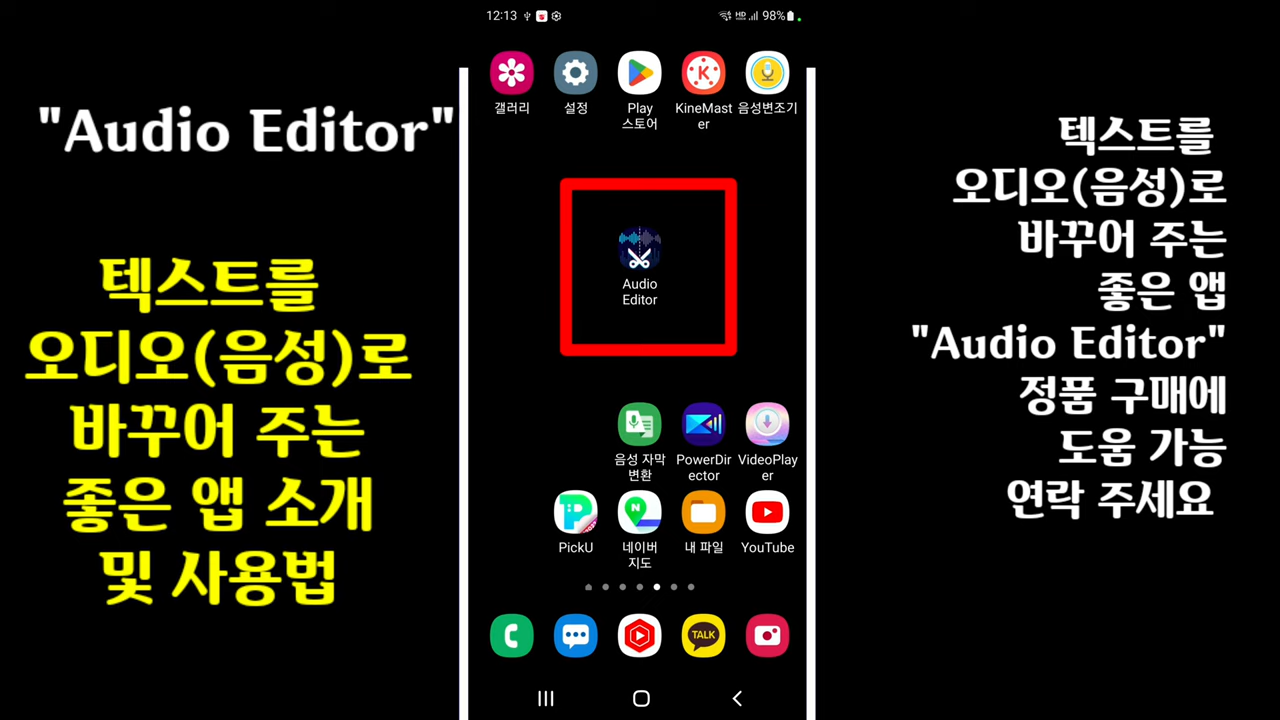 "Audio Editor"
텍스트를
오디오(음성)로
바꾸어 주는
좋은 앱 소개
및 사용법
12:13
HD
98%
갤러리
설정
Play
스토어
KineMast
er
음성변조기
Audio
Editor
음성 자막
변환
PowerDir
ector
VideoPlay
er
PickU
네이버
지도
내 파일
YouTube
TALK
텍스트를
오디오(음성)로
바꾸어 주는
좋은 앱
"Audio Editor"
정품 구매에
도움 가능
연락 주세요